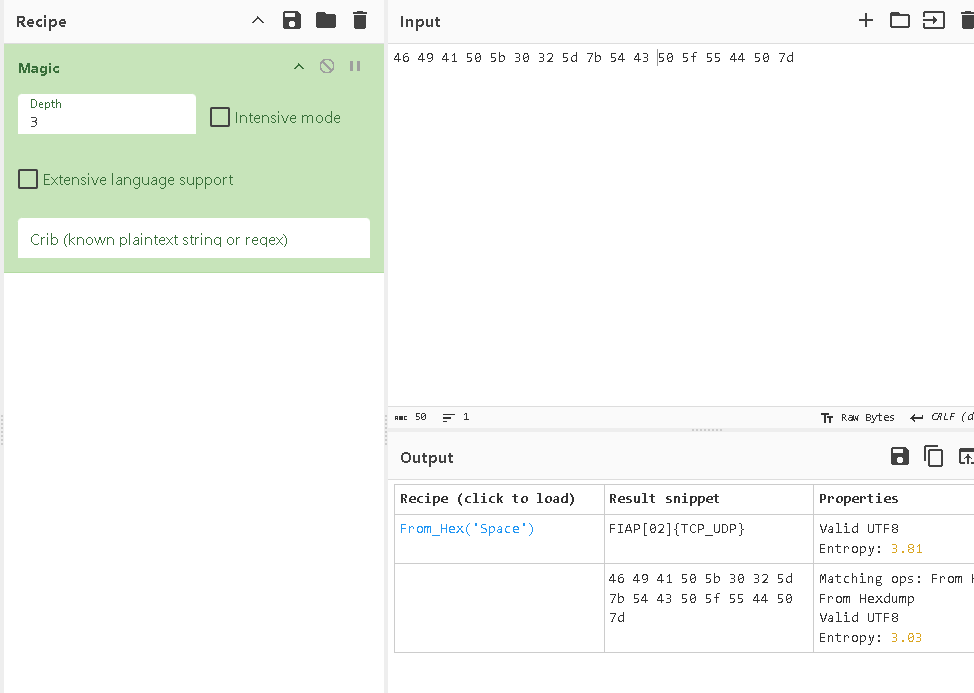 Recipe
Magic
Depth
3
Intensive mode
Extensive language support
Crib (known plaintext string or regex)
Input
46 49 41 50 5b 30 32 5d 7b 54 43 50 5f 55 44 50 7d
ABC 50
1
Tт Raw Bytes
CRLF (d
Output
Recipe (click to load)
Result snippet
Properties
From_Hex('Space')
FIAP[02]{TCP_UDP}
Valid UTF8
Entropy: 3.81
46 49 41 50 5b 30 32 5d
7b 54 43 50 5f 55 44 50
7d
Matching ops: From H
From Hexdump
Valid UTF8
Entropy: 3.03